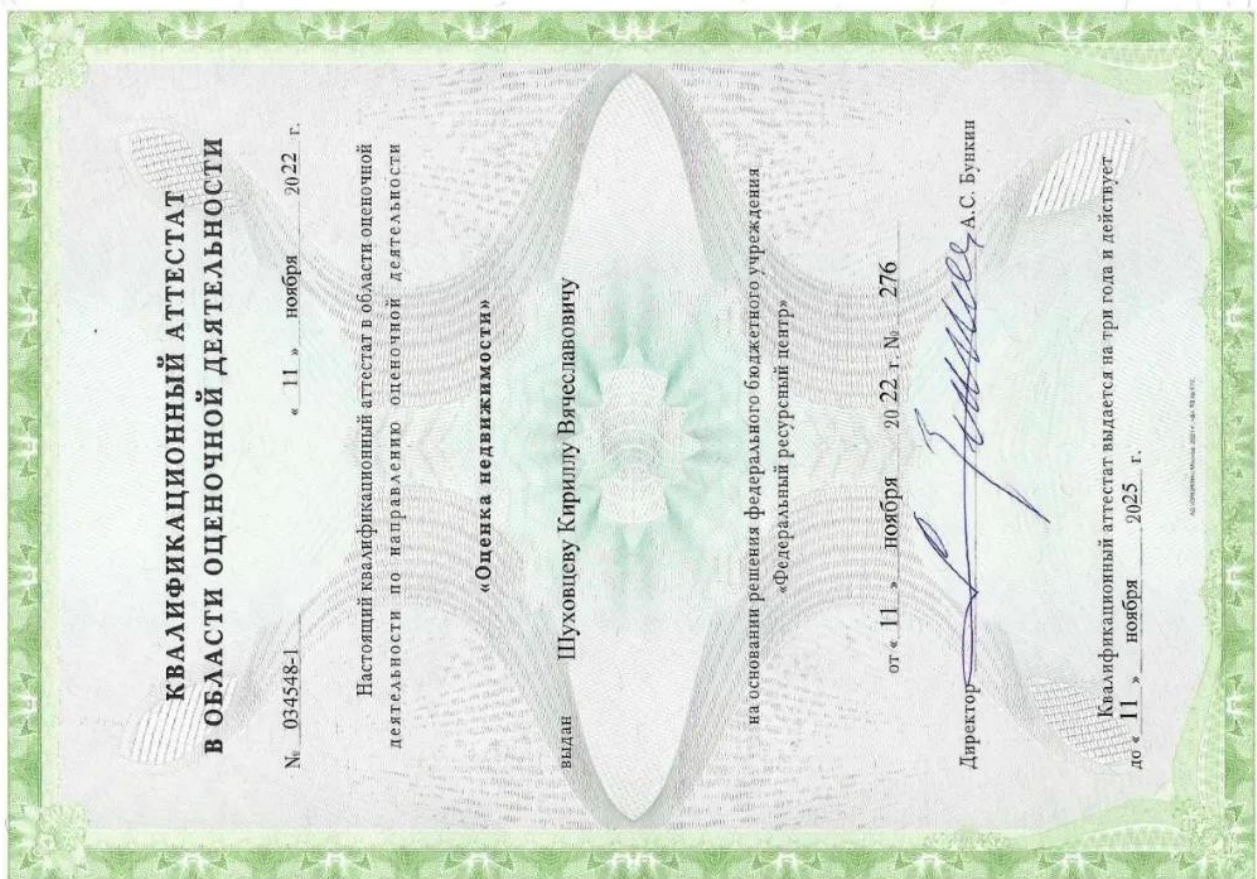 КВАЛИФИКАЦИОННЫЙ АТТЕСТАТ
В ОБЛАСТИ ОЦЕНОЧНОЙ ДЕЯТЕЛЬНОСТИ
№ 034548-1 « 11 » ноября 2022 г.
Настоящий квалификационный аттестат в области оценочной
деятельности по направлению оценочной деятельности
«Оценка недвижимости»
выдан Шуховцеву Кириллу Вячеславовичу
на основании решения федерального бюджетного учреждения
«Федеральный ресурсный центр»
от « 11 » ноября 2022 г. № 276
Директор А.С. Бункин
Квалификационный аттестат выдается на три года и действует
до « 11 » ноября 2025 г.